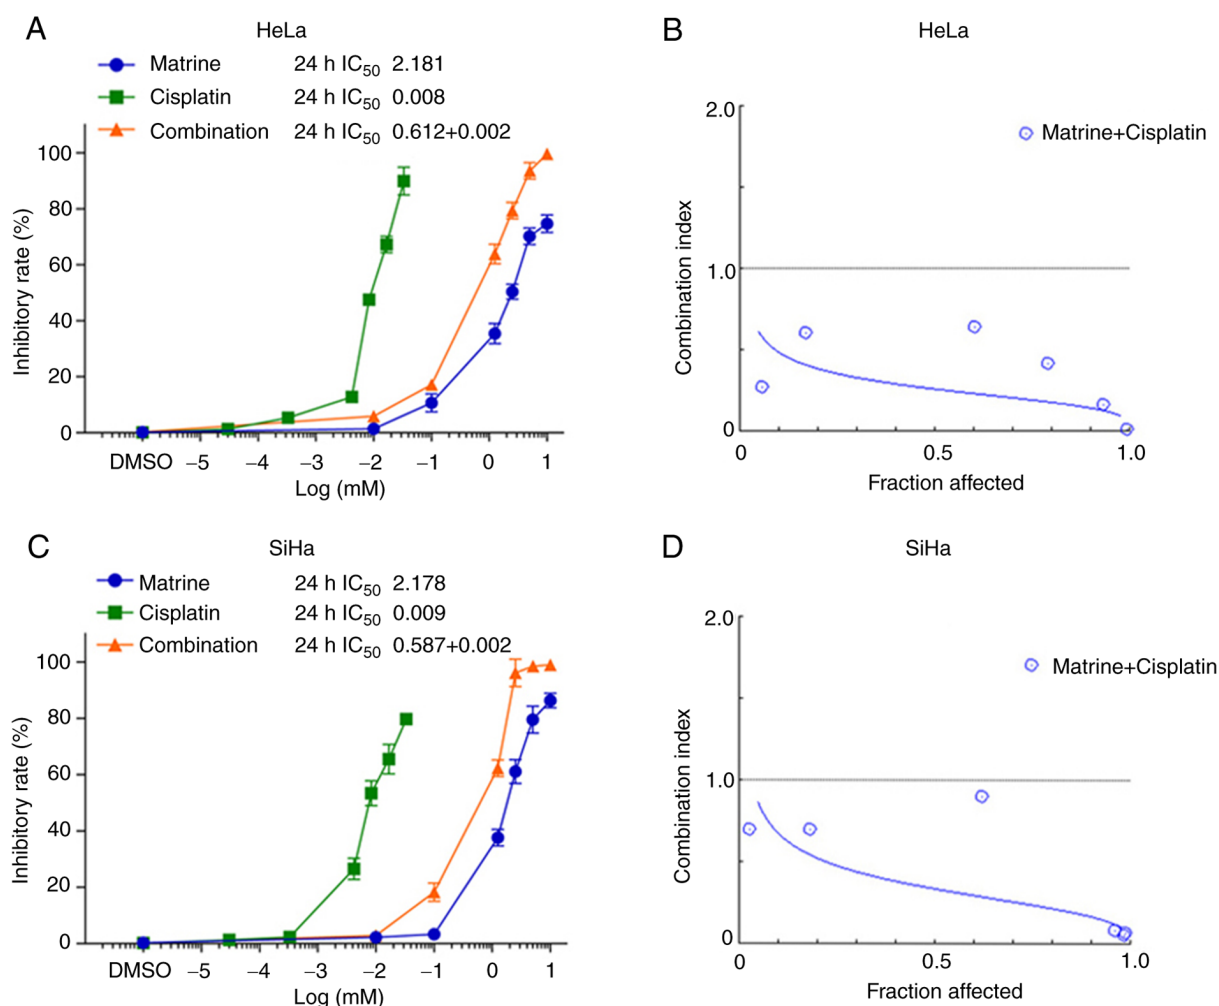 A
HeLa
Matrine 24 h IC50 2.181
Cisplatin 24 h IC50 0.008
Combination 24 h IC50 0.612+0.002
Inhibitory rate (%)
100
80
60
40
20
0
DMSO −5 −4 −3 −2 −1 0 1
Log (mM)
B
HeLa
Matrine+Cisplatin
Combination index
2.0
1.0
0
0 0.5 1.0
Fraction affected
C
SiHa
Matrine 24 h IC50 2.178
Cisplatin 24 h IC50 0.009
Combination 24 h IC50 0.587+0.002
Inhibitory rate (%)
100
80
60
40
20
0
DMSO −5 −4 −3 −2 −1 0 1
Log (mM)
D
SiHa
Matrine+Cisplatin
Combination index
2.0
1.0
0
0 0.5 1.0
Fraction affected